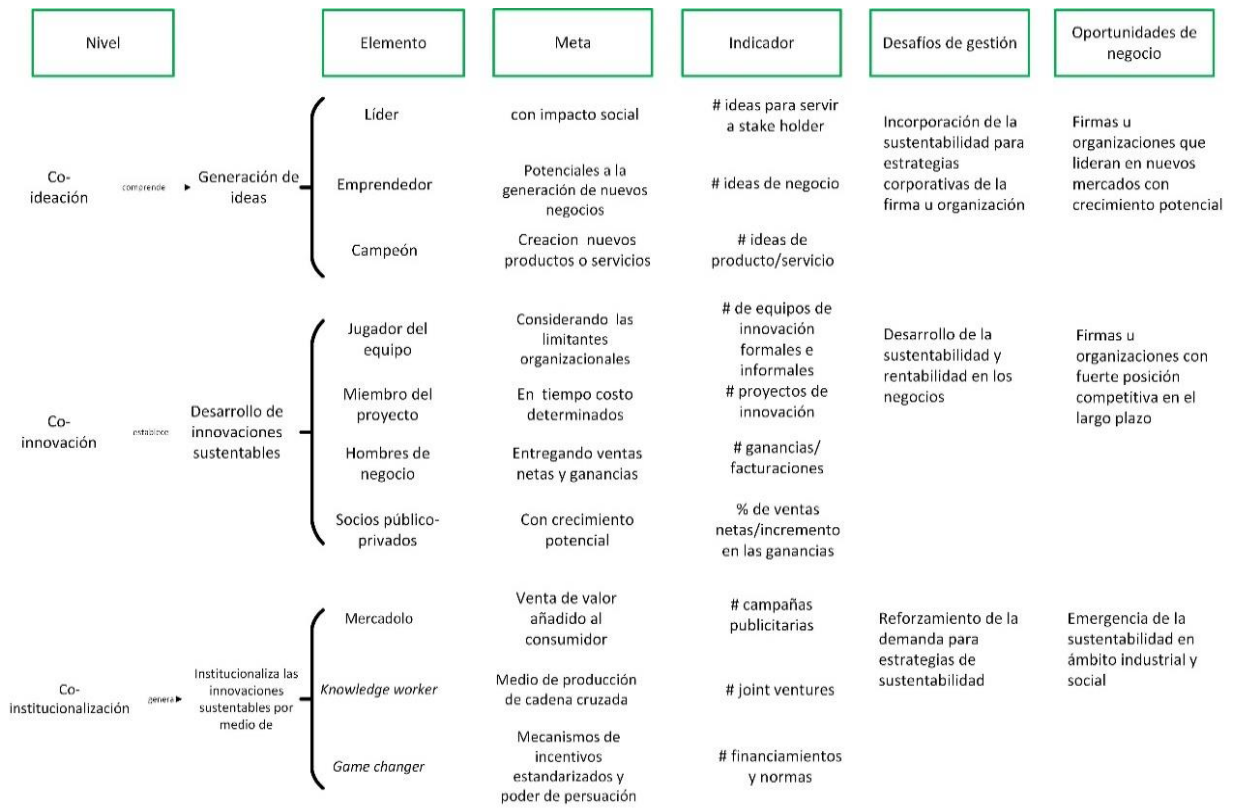 Nivel
Elemento
Meta
Indicador
Desafíos de gestión
Oportunidades de
negocio
Co-
ideación
comprende
Generación de
ideas
Líder
con impacto social
# ideas para servir
a stake holder
Emprendedor
Potenciales a la
generación de nuevos
negocios
# ideas de negocio
Campeón
Creacion nuevos
productos o servicios
# ideas de
producto/servicio
Incorporación de la
sustentabilidad para
estrategias
corporativas de la
firma u organización
Firmas u
organizaciones que
lideran en nuevos
mercados con
crecimiento potencial
Co-
innovación
establece
Desarrollo de
innovaciones
sustentables
Jugador del
equipo
Considerando las
limitantes
organizacionales
# de equipos de
innovación
formales e
informales
Miembro del
proyecto
En tiempo costo
determinados
# proyectos de
innovación
Hombres de
negocio
Entregando ventas
netas y ganancias
# ganancias/
facturaciones
Socios público-
privados
Con crecimiento
potencial
% de ventas
netas/incremento
en las ganancias
Desarrollo de la
sustentabilidad y
rentabilidad en los
negocios
Firmas u
organizaciones con
fuerte posición
competitiva en el
largo plazo
Co-
institucionalización
genera
Institucionaliza las
innovaciones
sustentables por
medio de
Mercadolo
Venta de valor
añadido al
consumidor
# campañas
publicitarias
Knowledge worker
Medio de producción
de cadena cruzada
# joint ventures
Game changer
Mecanismos de
incentivos
estandarizados y
poder de persuación
# financiamientos
y normas
Reforzamiento de la
demanda para
estrategias de
sustentabilidad
Emergencia de la
sustentabilidad en
ámbito industrial y
social